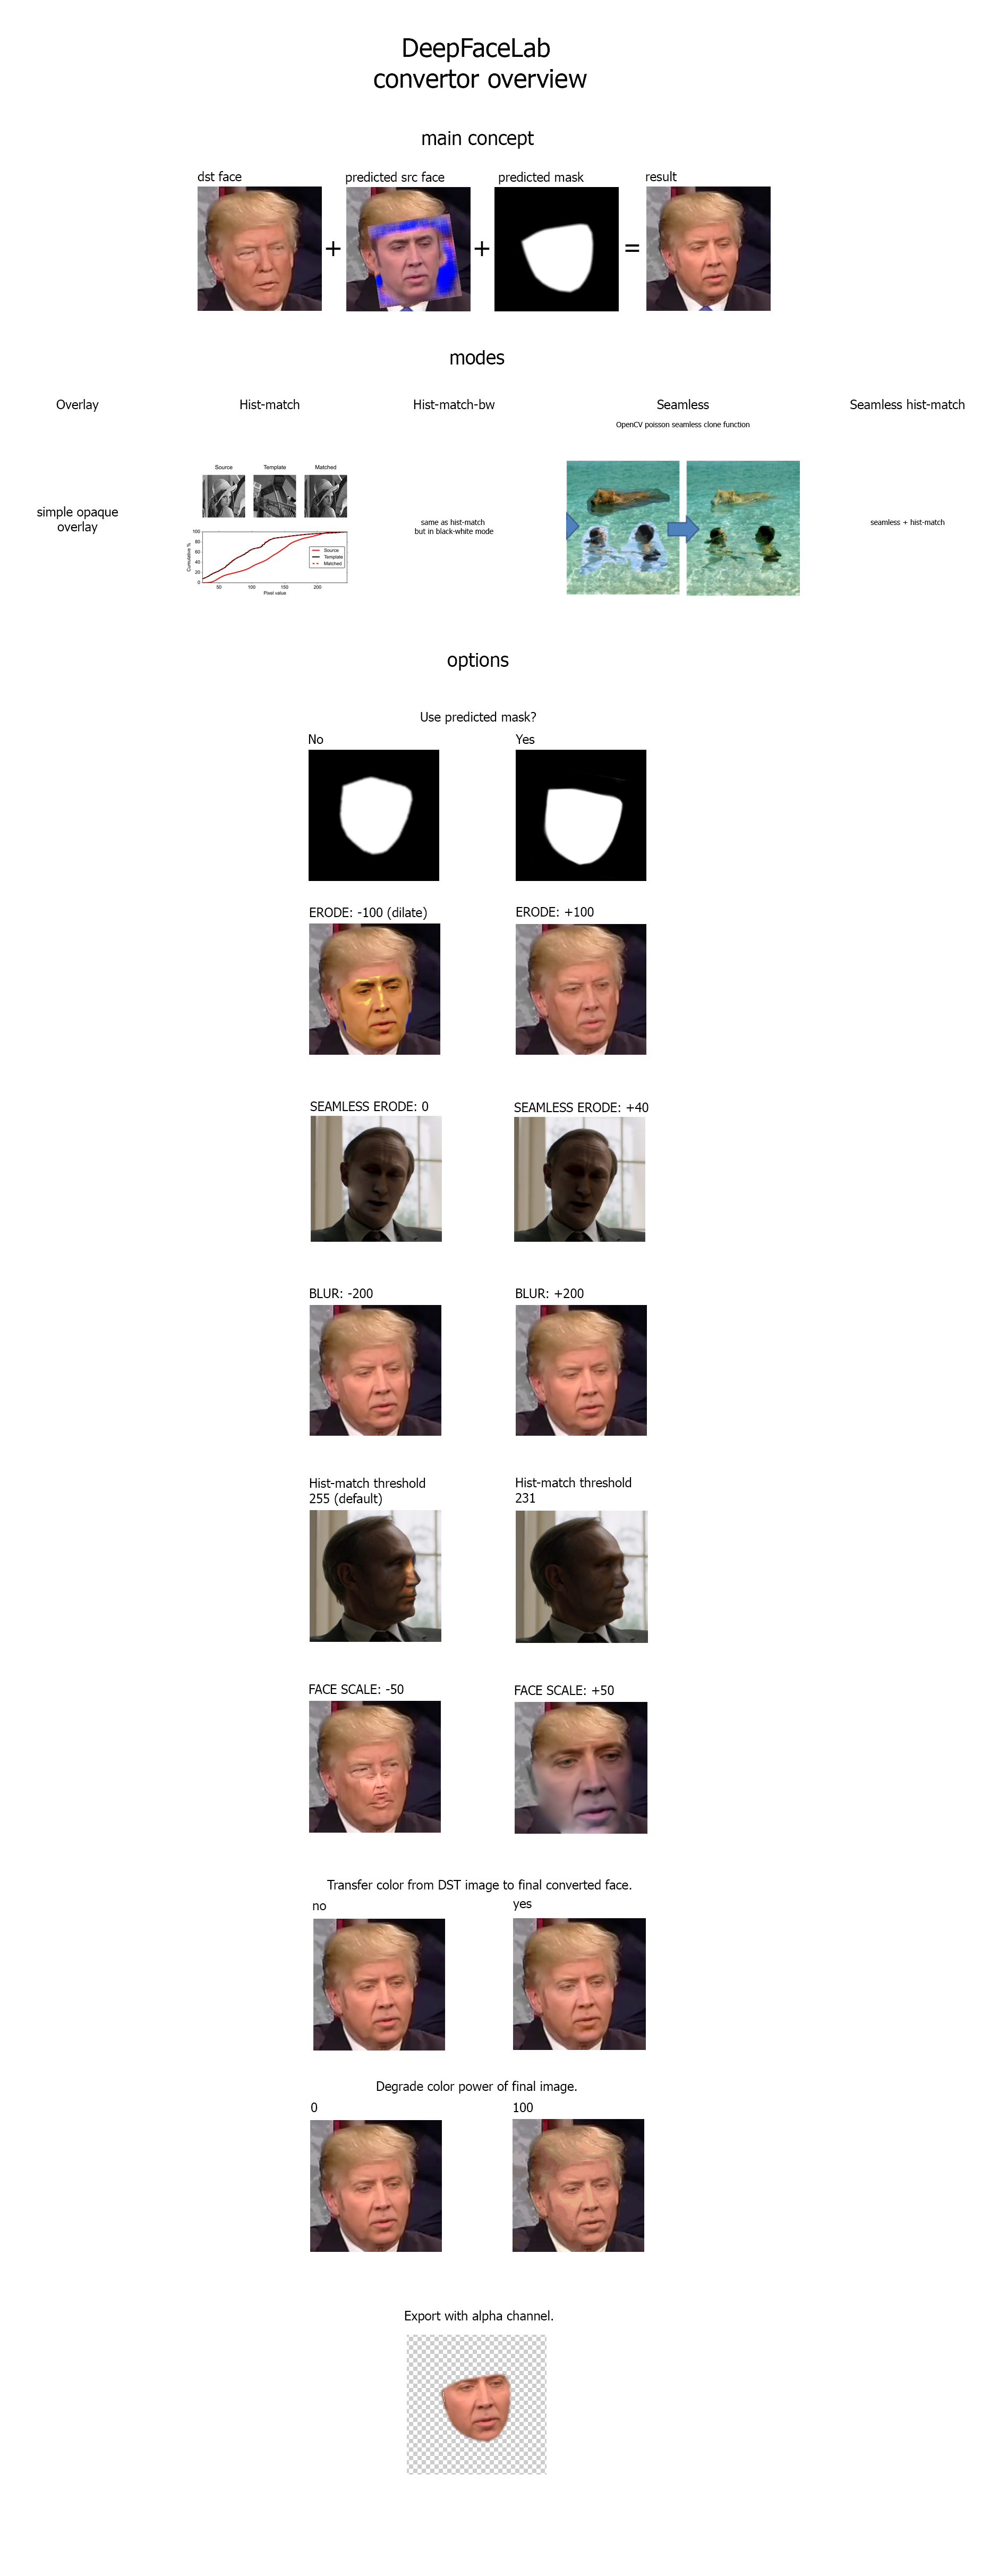 DeepFaceLab
convertor overview
main concept
dst face
predicted src face
predicted mask
result
+
+
=
modes
Overlay
Hist-match
Hist-match-bw
Seamless
Seamless hist-match
OpenCV poisson seamless clone function
simple opaque
overlay
Source
Template
Matched
Cumulative %
100
80
60
40
20
0
Source
Template
Matched
50
100
150
200
Pixel value
same as hist-match
but in black-white mode
seamless + hist-match
options
Use predicted mask?
No
Yes
ERODE: -100 (dilate)
ERODE: +100
SEAMLESS ERODE: 0
SEAMLESS ERODE: +40
BLUR: -200
BLUR: +200
Hist-match threshold
255 (default)
Hist-match threshold
231
FACE SCALE: -50
FACE SCALE: +50
Transfer color from DST image to final converted face.
no
yes
Degrade color power of final image.
0
100
Export with alpha channel.